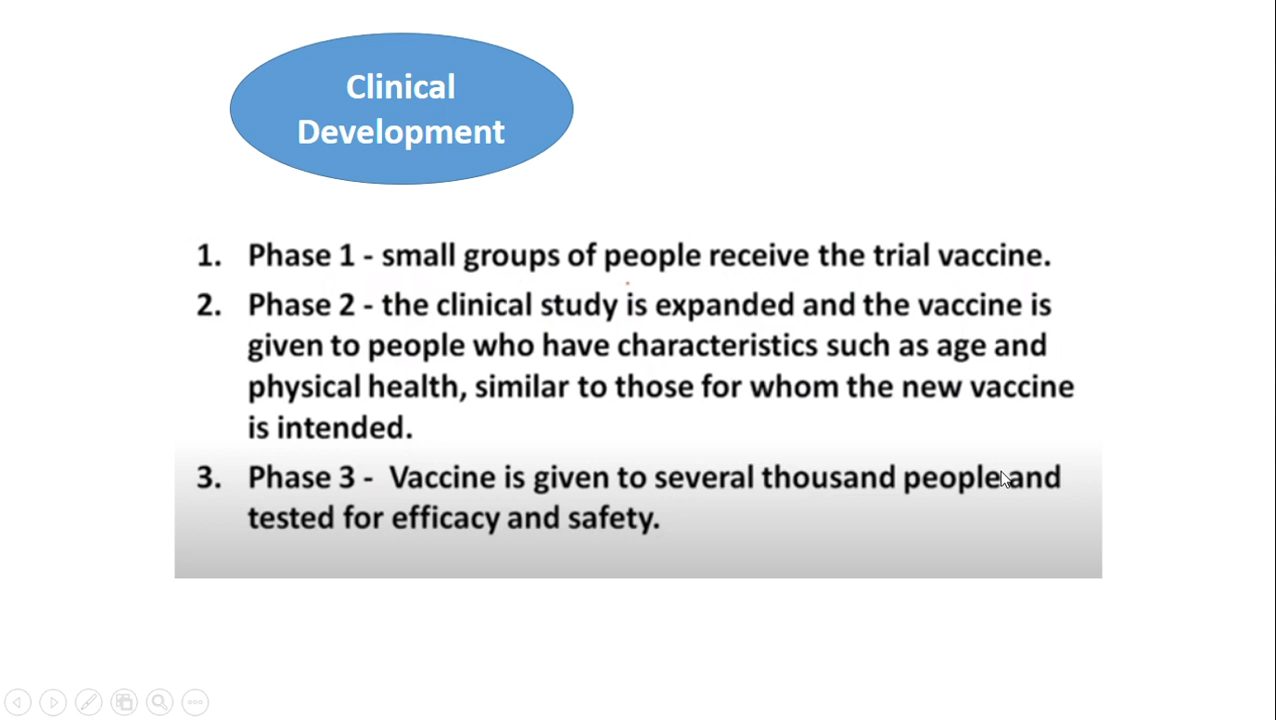 Clinical
Development
1. Phase 1 - small groups of people receive the trial vaccine.
2. Phase 2 - the clinical study is expanded and the vaccine is
given to people who have characteristics such as age and
physical health, similar to those for whom the new vaccine
is intended.
3. Phase 3 - Vaccine is given to several thousand people and
tested for efficacy and safety.